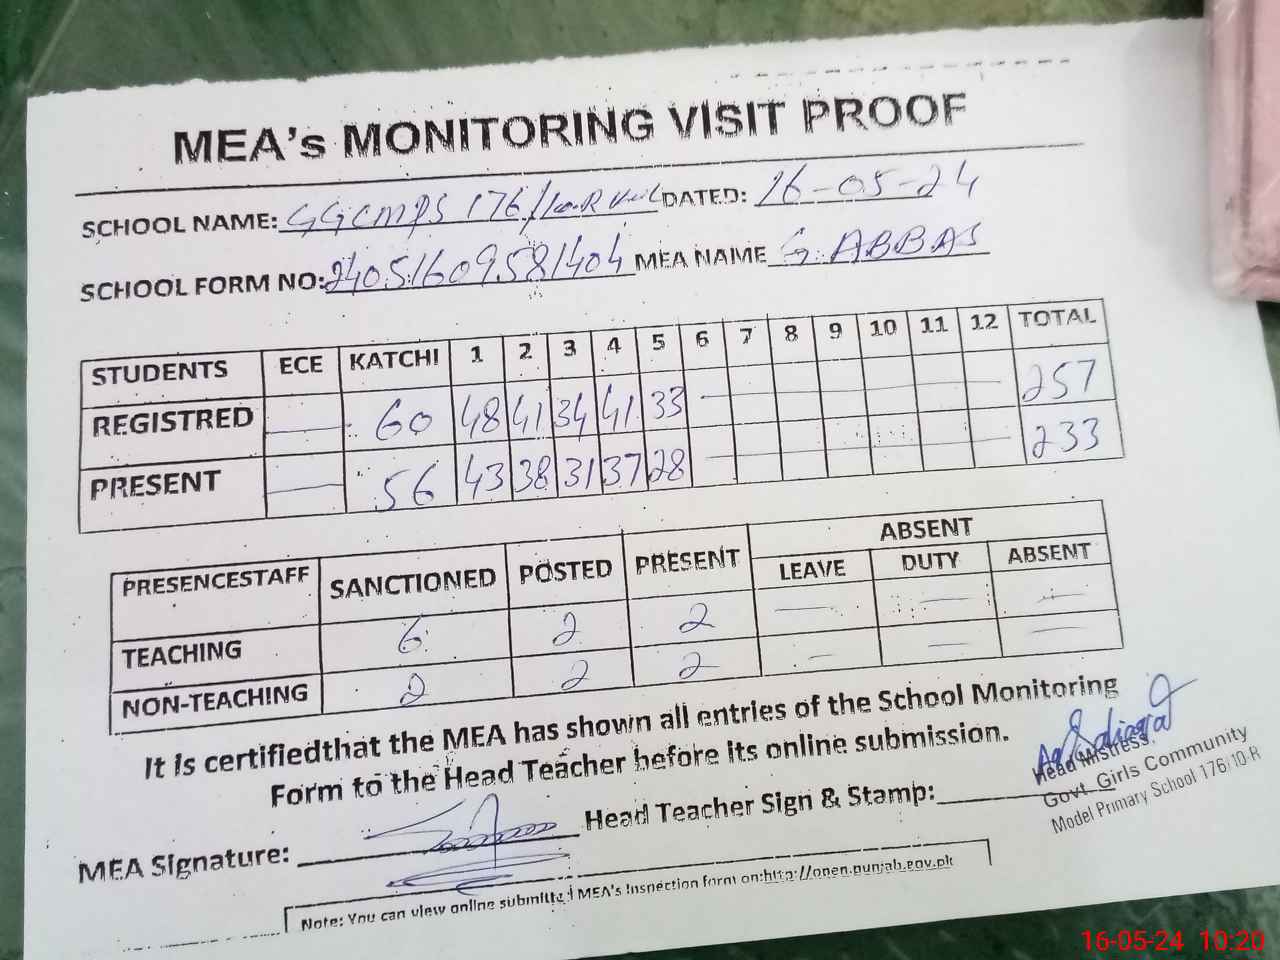 MEA's MONITORING VISIT PROOF
SCHOOL NAME: GGCMPS 176/10-R DATED: 16-05-24
SCHOOL FORM NO: 24051609581404 MEA NAME G. ABBAS
STUDENTS ECE KATCHI 1 2 3 4 5 6 7 8 9 10 11 12 TOTAL
REGISTRED — 60 48 41 34 41 33 — 257
PRESENT — 56 43 38 31 37 28 — 233
PRESENCESTAFF SANCTIONED POSTED PRESENT ABSENT
LEAVE DUTY ABSENT
TEACHING 6 2 2 — — —
NON-TEACHING 2 2 2 — — —
It is certifiedthat the MEA has shown all entries of the School Monitoring
Form to the Head Teacher before its online submission.
MEA Signature: Head Teacher Sign & Stamp:
Head Mistress
Govt. Girls Community
Model Primary School 176/10-R
Note: You can view online submitted MEA's Inspection form on:http://open.punjab.gov.pk
16-05-24 10:20